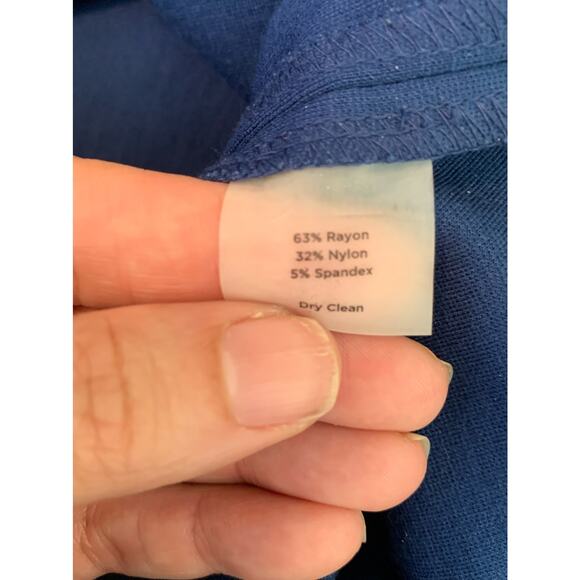 63% Rayon
32% Nylon
5% Spandex
Dry Clean